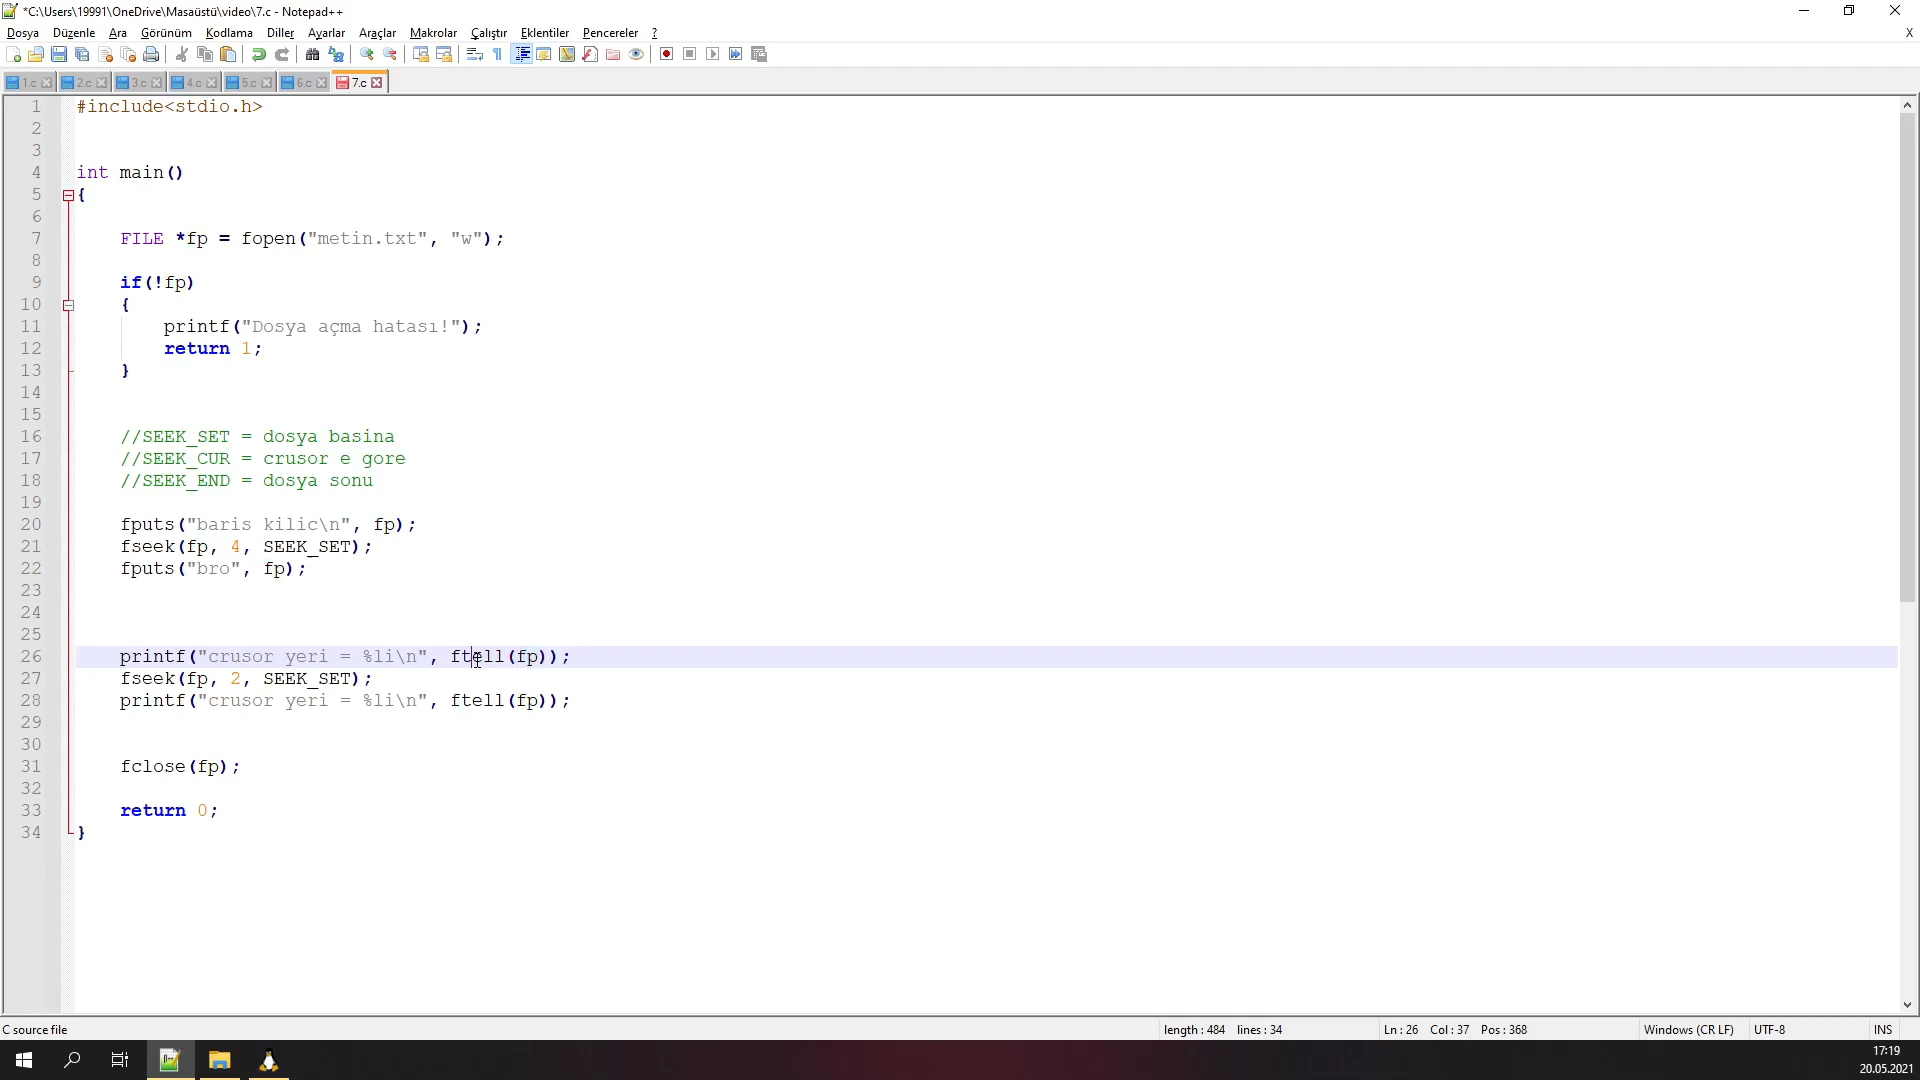 *C:\Users\19991\OneDrive\Masaüstü\video\7.c - Notepad++
Dosya Düzenle Ara Görünüm Kodlama Diller Ayarlar Araçlar Makrolar Çalıştır Eklentiler Pencereler ? X
1.c 2.c 3.c 4.c 5.c 6.c 7.c
1 #include<stdio.h>
2
3
4 int main()
5 {
6
7 FILE *fp = fopen("metin.txt", "w");
8
9 if(!fp)
10 {
11 printf("Dosya açma hatası!");
12 return 1;
13 }
14
15
16 //SEEK_SET = dosya basina
17 //SEEK_CUR = crusor e gore
18 //SEEK_END = dosya sonu
19
20 fputs("baris kilic\n", fp);
21 fseek(fp, 4, SEEK_SET);
22 fputs("bro", fp);
23
24
25
26 printf("crusor yeri = %li\n", ftell(fp));
27 fseek(fp, 2, SEEK_SET);
28 printf("crusor yeri = %li\n", ftell(fp));
29
30
31 fclose(fp);
32
33 return 0;
34 }
C source file length : 484 lines : 34 Ln : 26 Col : 37 Pos : 368 Windows (CR LF) UTF-8 INS
17:19
20.05.2021